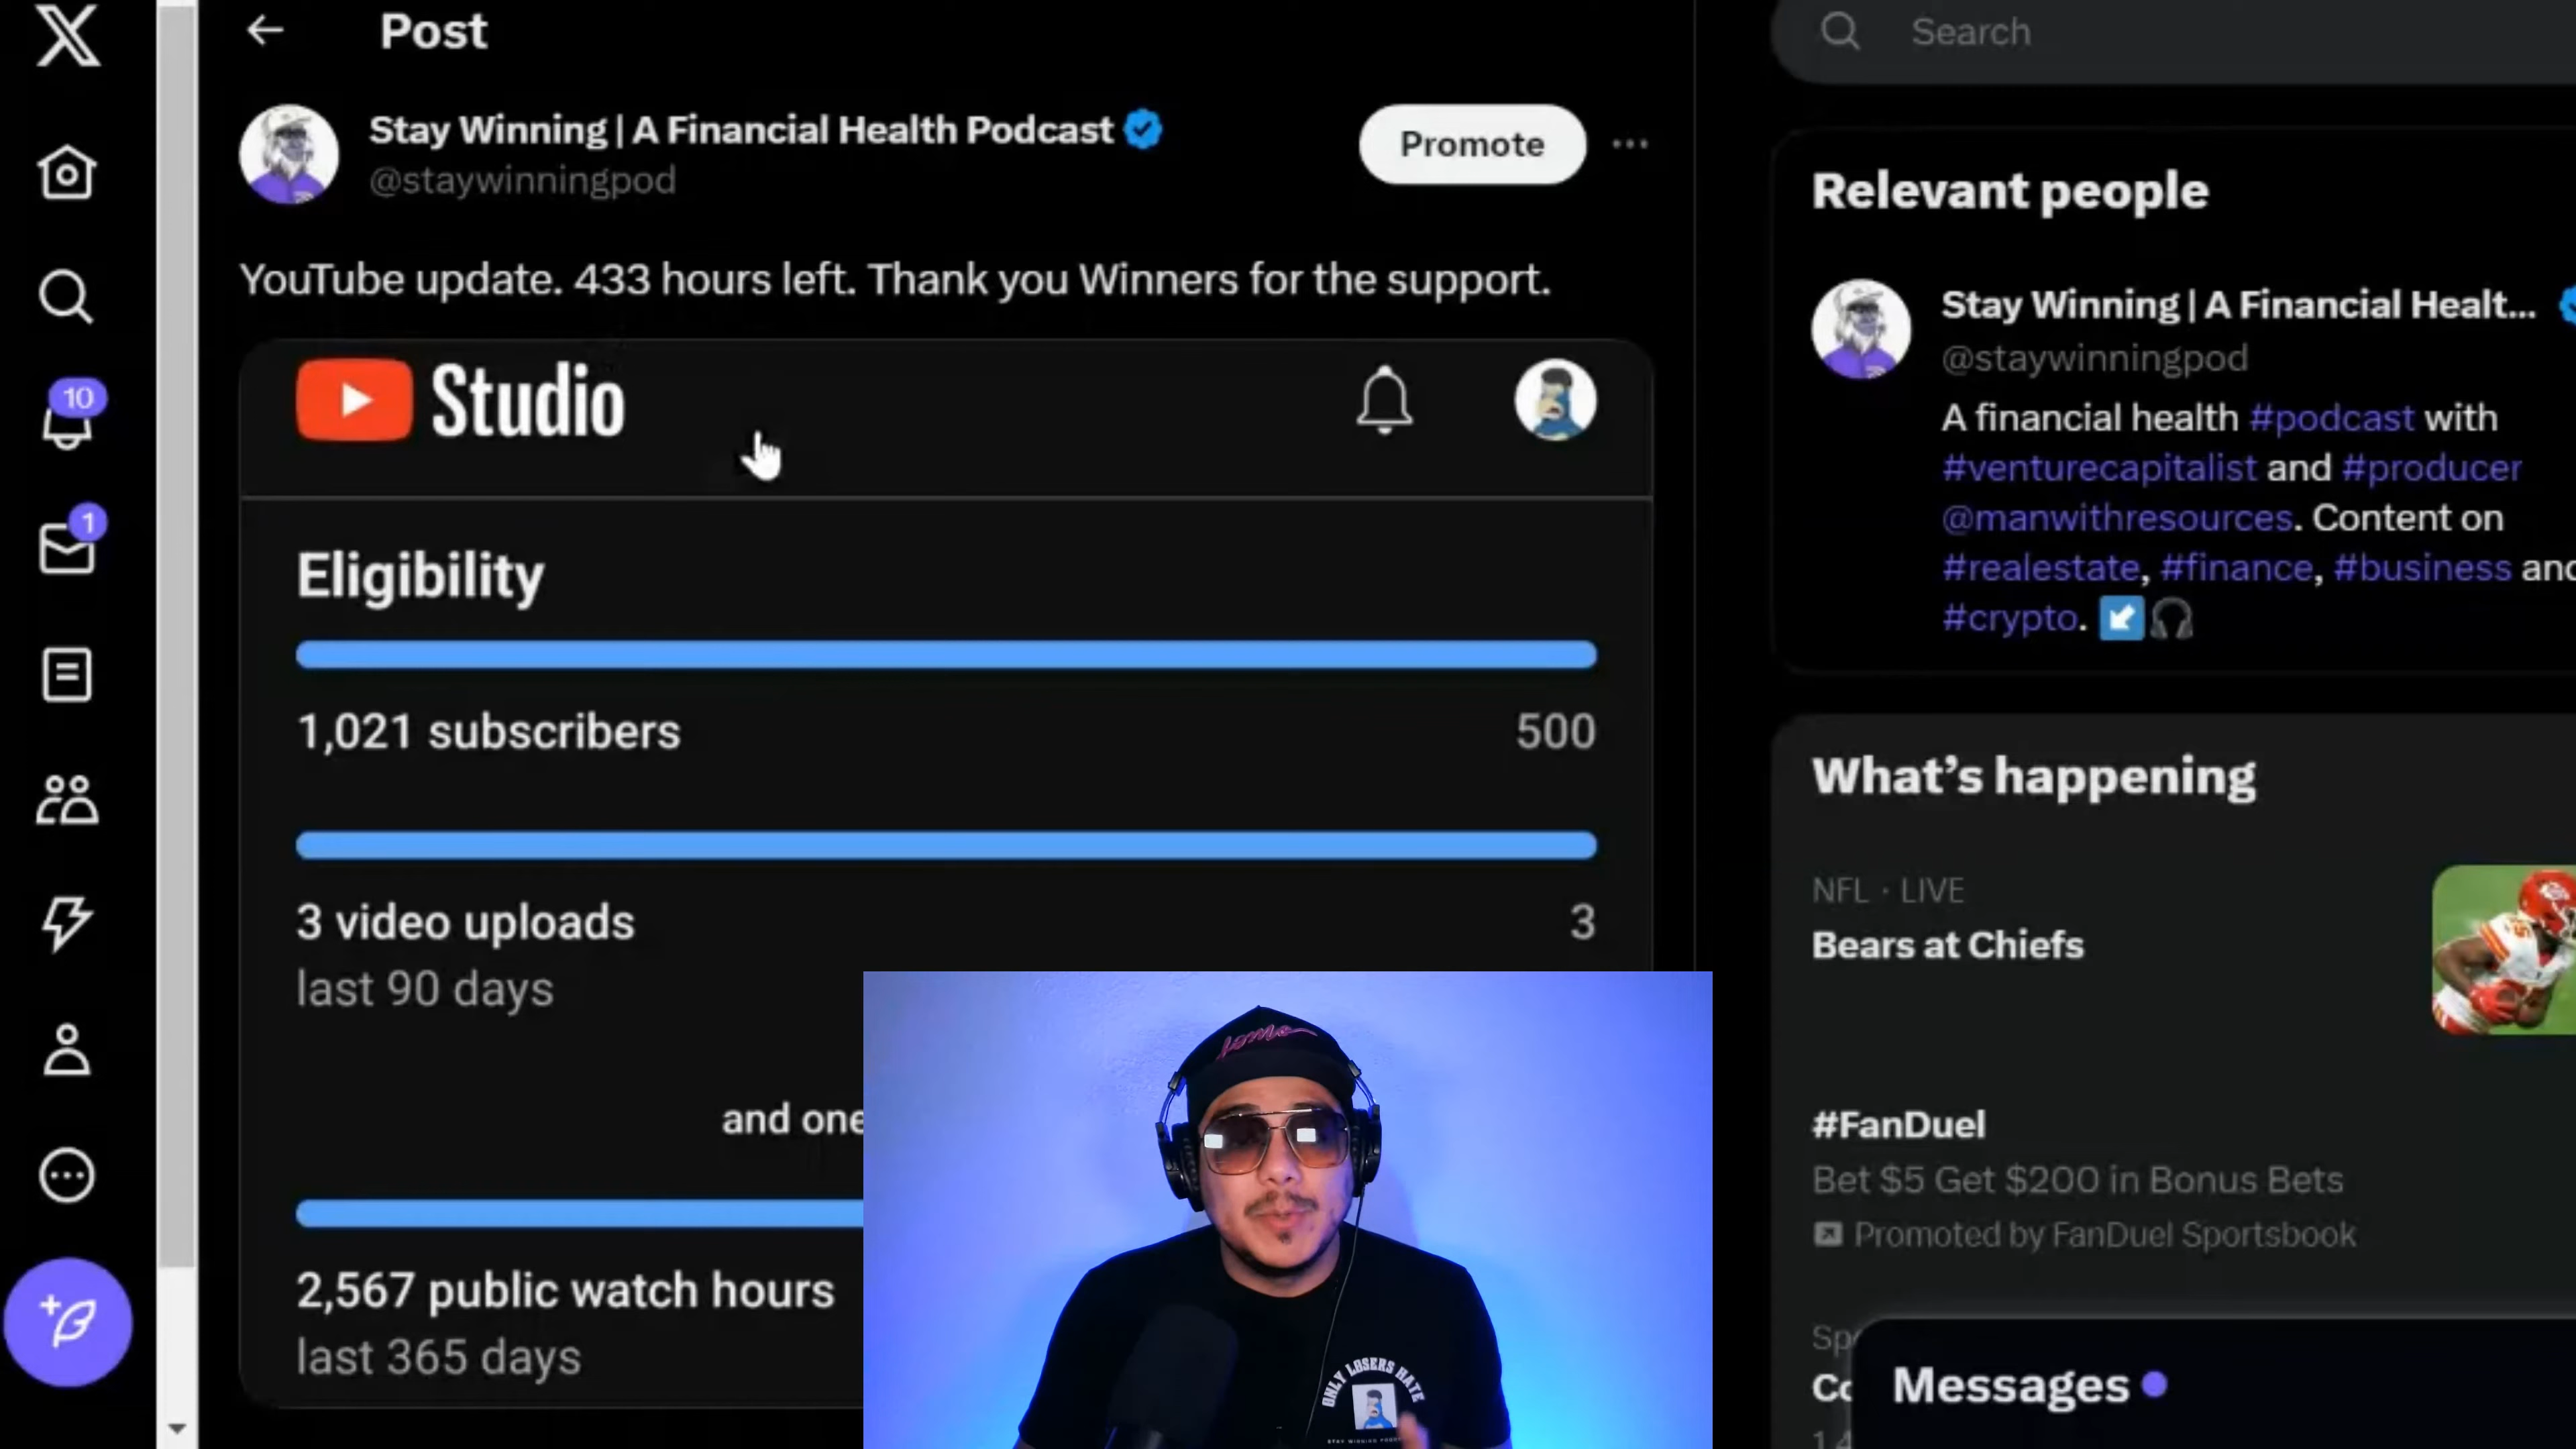 Post
Search
Stay Winning | A Financial Health Podcast
Promote
@staywinningpod
YouTube update. 433 hours left. Thank you Winners for the support.
Studio
Eligibility
1,021 subscribers
500
3 video uploads
3
last 90 days
and one
2,567 public watch hours
last 365 days
10
1
Relevant people
Stay Winning | A Financial Healt...
@staywinningpod
A financial health #podcast with
#venturecapitalist and #producer
@manwithresources. Content on
#realestate, #finance, #business and
#crypto.
What's happening
NFL · LIVE
Bears at Chiefs
#FanDuel
Bet $5 Get $200 in Bonus Bets
Promoted by FanDuel Sportsbook
Messages
ONLY LOSERS HATE